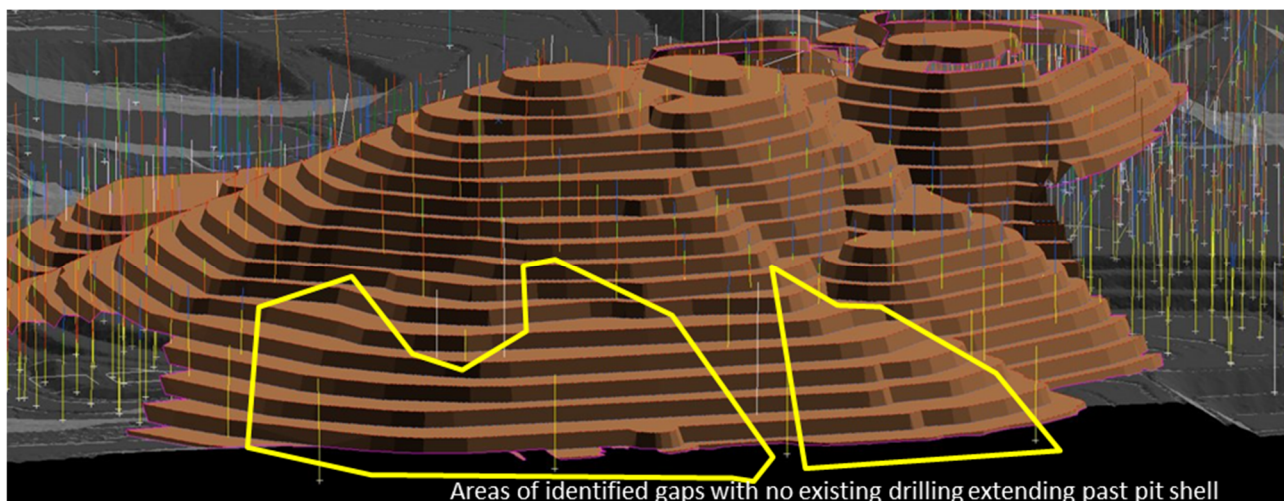 Areas of identified gaps with no existing drilling extending past pit shell